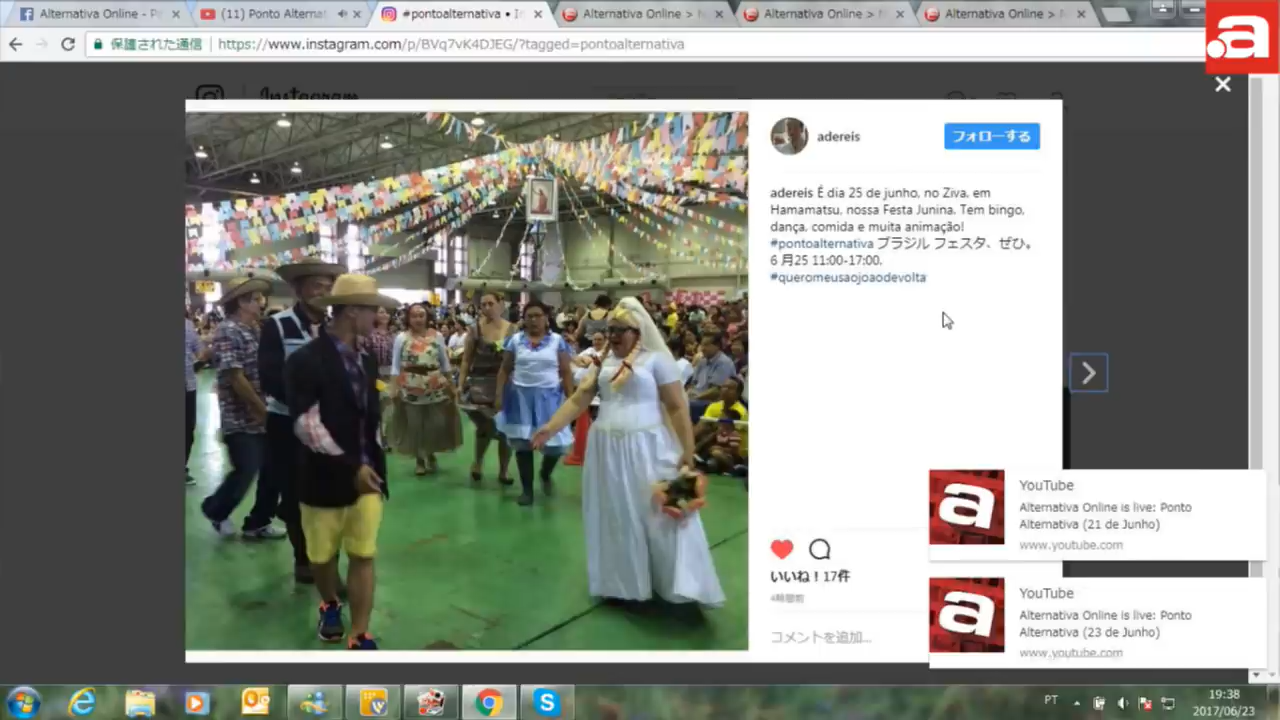 Alternativa Online - P
(11) Ponto Alterna
#pontoalternativa • I
Alternativa Online > N
Alternativa Online >
Alternativa Online >
保護された通信
https://www.instagram.com/p/BVq7vK4DJEG/?tagged=pontoalternativa
.a
Instagram
adereis
フォローする
adereis É dia 25 de junho, no Ziva, em
Hamamatsu, nossa Festa Junina. Tem bingo,
dança, comida e muita animação!
#pontoalternativa ブラジル フェスタ、ぜひ。
6 月25 11:00-17:00.
#queromeusaojoaodevolta
いいね！17件
4時間前
コメントを追加...
a
YouTube
Alternativa Online is live: Ponto
Alternativa (21 de Junho)
www.youtube.com
a
YouTube
Alternativa Online is live: Ponto
Alternativa (23 de Junho)
www.youtube.com
PT
19:38
2017/06/23